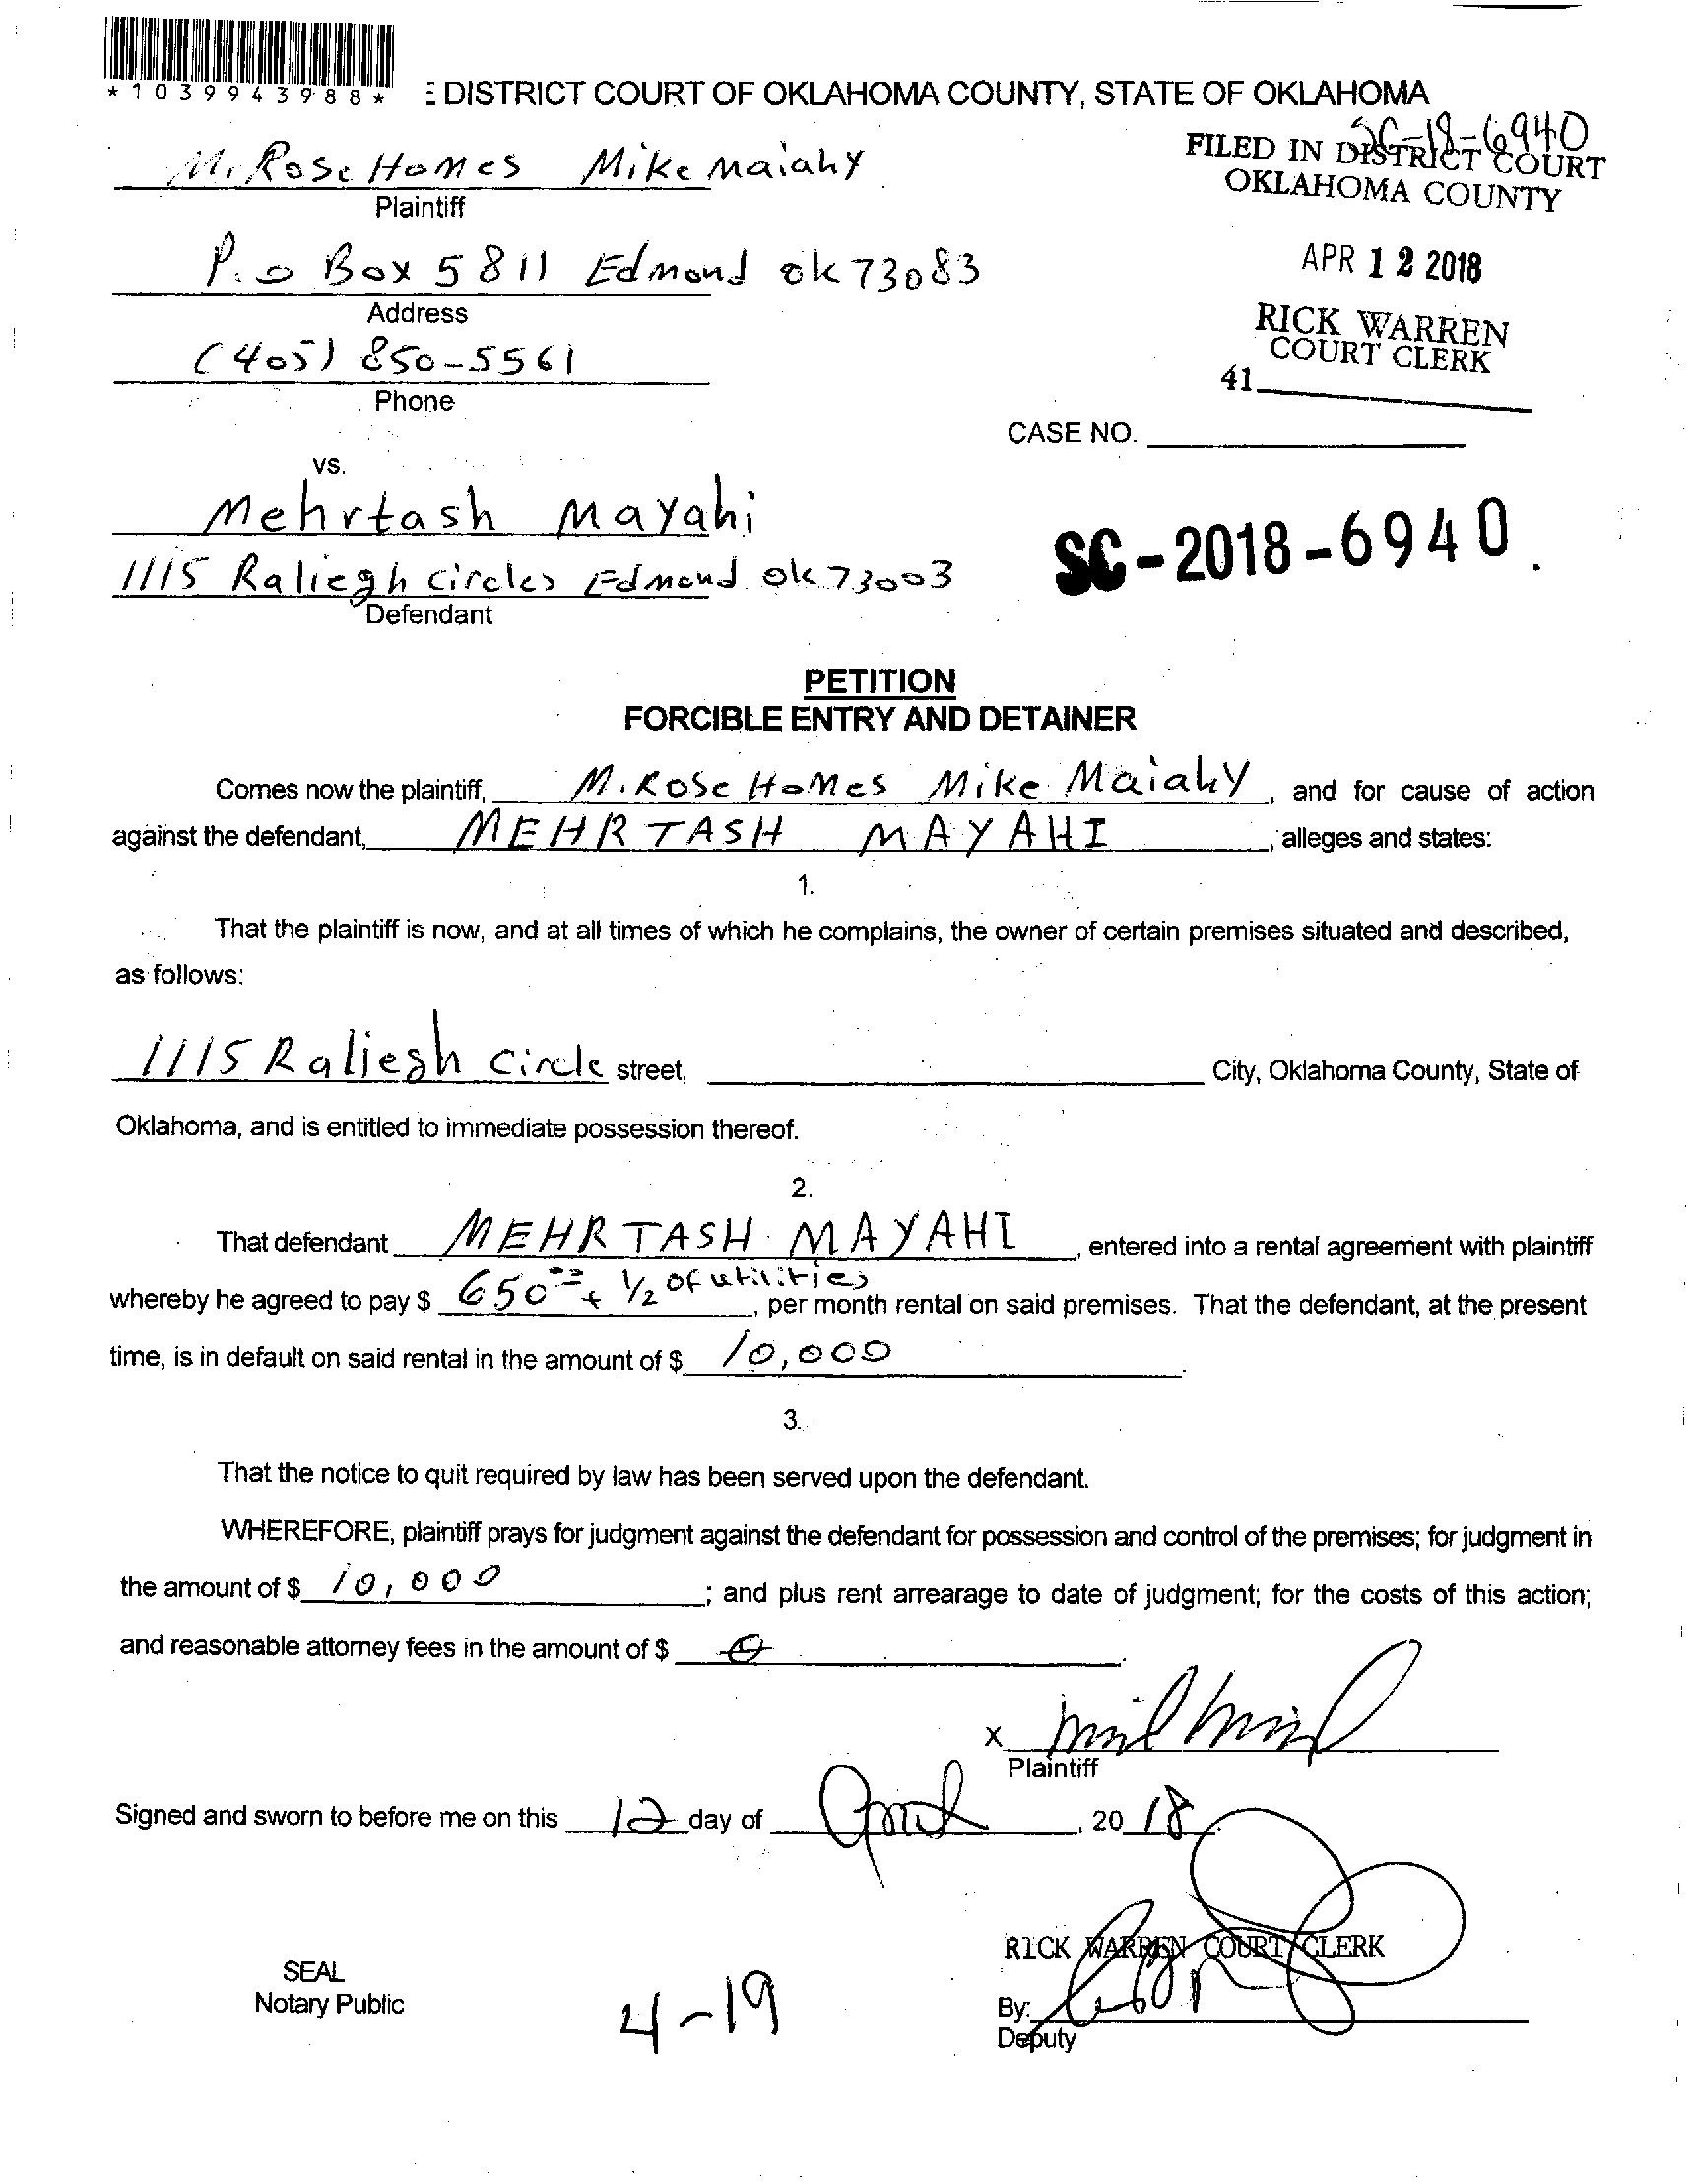 *1039943988*
DISTRICT COURT OF OKLAHOMA COUNTY, STATE OF OKLAHOMA
SC-18-6940
FILED IN DISTRICT COURT
OKLAHOMA COUNTY
M. Rose Homes Mike Maiahy
Plaintiff
P.o Box 5811 Edmond ok 73083
Address
APR 12 2018
RICK WARREN
COURT CLERK
41
(405) 850-5561
Phone
CASE NO.
vs.
Mehrtash Mayahi
SC-2018-6940.
1115 Raliegh circles Edmond ok 73003
Defendant
PETITION
FORCIBLE ENTRY AND DETAINER
Comes now the plaintiff, M. Rose Homes Mike Maiahy, and for cause of action
against the defendant, MEHRTASH MAYAHI, alleges and states:
1.
That the plaintiff is now, and at all times of which he complains, the owner of certain premises situated and described,
as follows:
1115 Raliegh circle street, City, Oklahoma County, State of
Oklahoma, and is entitled to immediate possession thereof.
2.
That defendant MEHRTASH MAYAHI, entered into a rental agreement with plaintiff
whereby he agreed to pay $ 650 + 1/2 of utilities, per month rental on said premises. That the defendant, at the present
time, is in default on said rental in the amount of $ 10,000.
3.
That the notice to quit required by law has been served upon the defendant.
WHEREFORE, plaintiff prays for judgment against the defendant for possession and control of the premises; for judgment in
the amount of $ 10,000; and plus rent arrearage to date of judgment; for the costs of this action;
and reasonable attorney fees in the amount of $ 0.
X
Plaintiff
Signed and sworn to before me on this 12 day of April, 20 18.
RICK WARREN COURT CLERK
SEAL
Notary Public
4-19
By:
Deputy